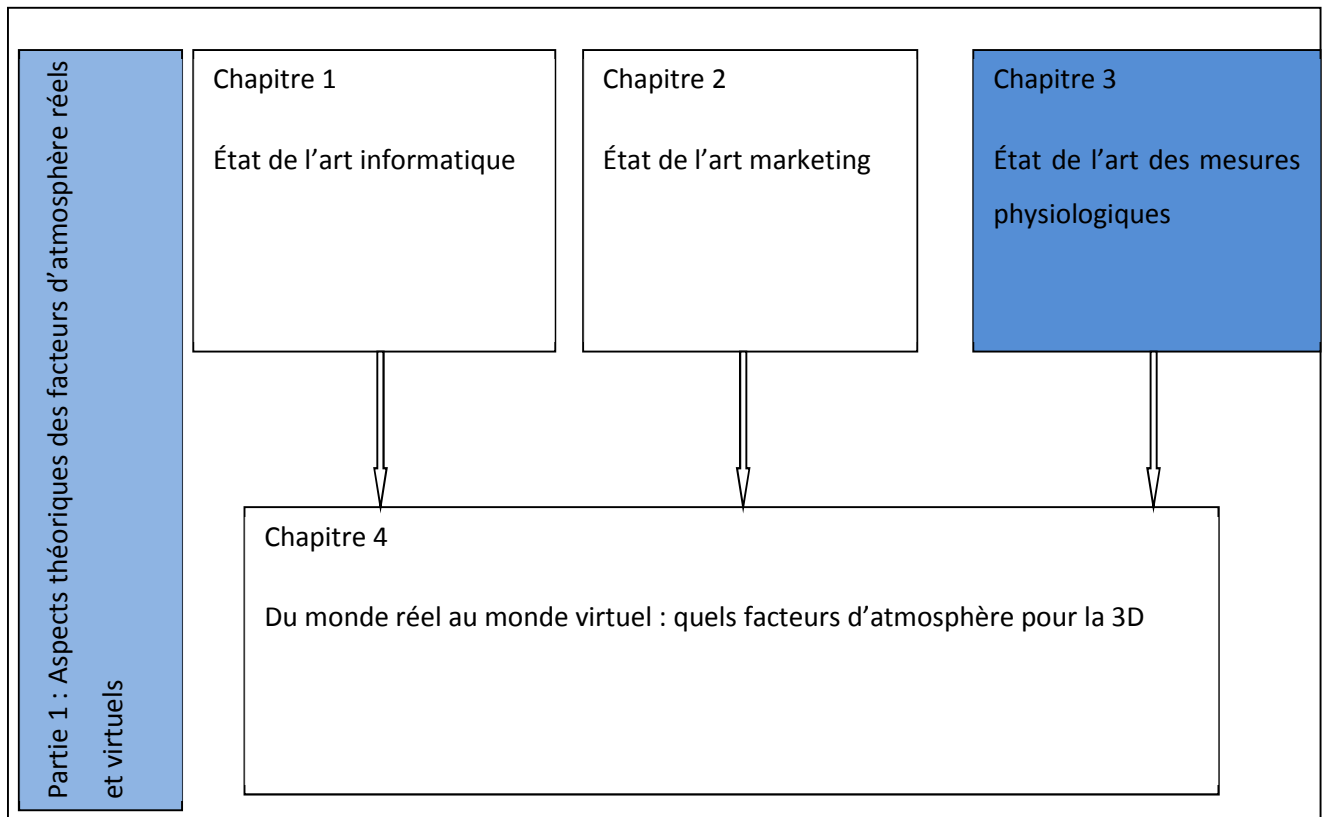 Partie 1 : Aspects théoriques des facteurs d’atmosphère réels
et virtuels
Chapitre 1
État de l’art informatique
Chapitre 2
État de l’art marketing
Chapitre 3
État de l’art des mesures
physiologiques
Chapitre 4
Du monde réel au monde virtuel : quels facteurs d’atmosphère pour la 3D